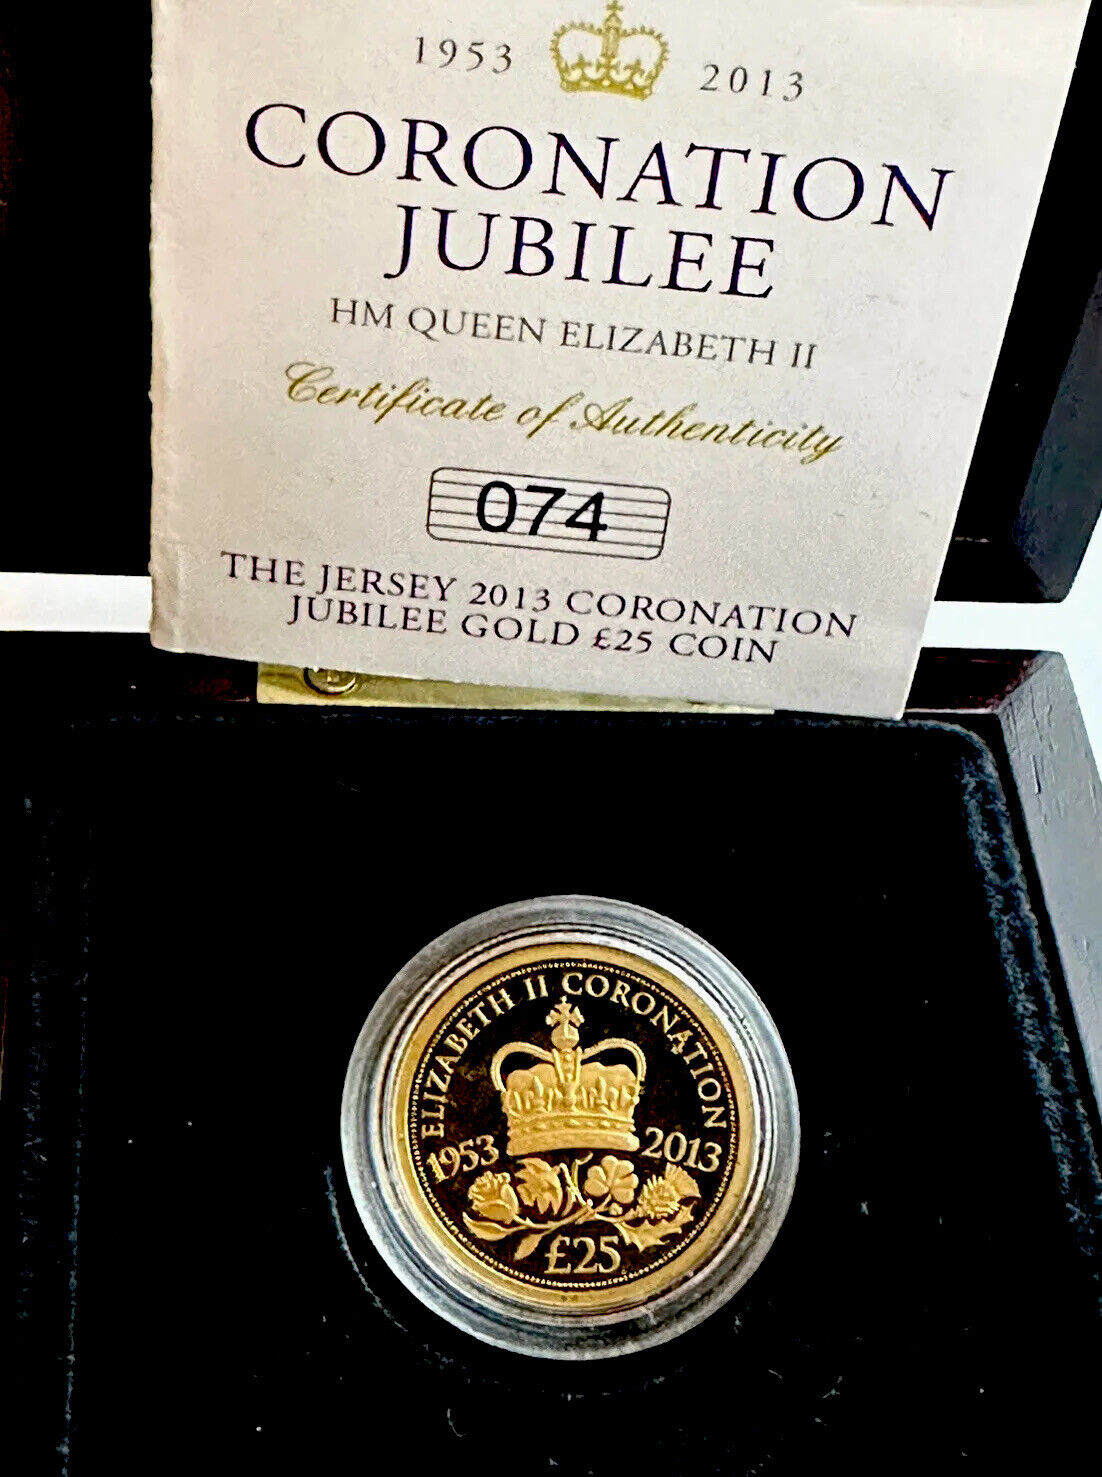 1953 2013
CORONATION
JUBILEE
HM QUEEN ELIZABETH II
Certificate of Authenticity
074
THE JERSEY 2013 CORONATION
JUBILEE GOLD £25 COIN
ELIZABETH II CORONATION
1953 2013
£25